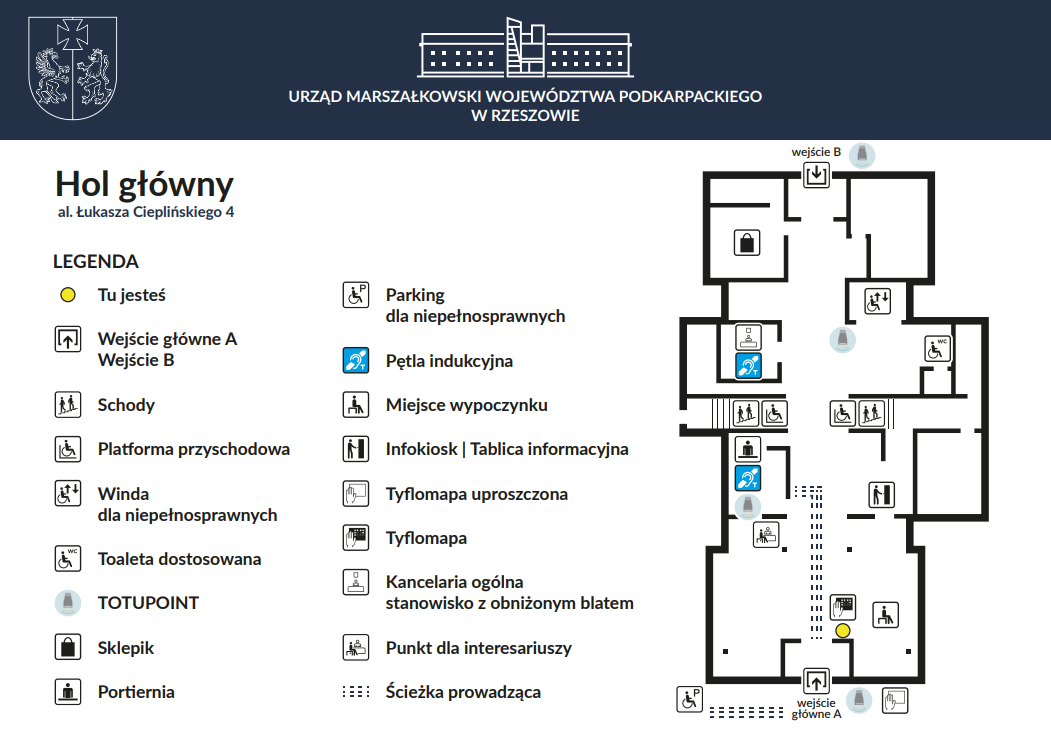 URZĄD MARSZAŁKOWSKI WOJEWÓDZTWA PODKARPACKIEGO
W RZESZOWIE
Hol główny
al. Łukasza Cieplińskiego 4
LEGENDA
Tu jesteś
Wejście główne A
Wejście B
Schody
Platforma przyschodowa
Winda
dla niepełnosprawnych
WC
Toaleta dostosowana
TOTUPOINT
Sklepik
Portiernia
P
Parking
dla niepełnosprawnych
T
Pętla indukcyjna
Miejsce wypoczynku
Infokiosk | Tablica informacyjna
Tyflomapa uproszczona
Tyflomapa
Kancelaria ogólna
stanowisko z obniżonym blatem
Punkt dla interesariuszy
Ścieżka prowadząca
wejście B
WC
T
T
P
wejście
główne A